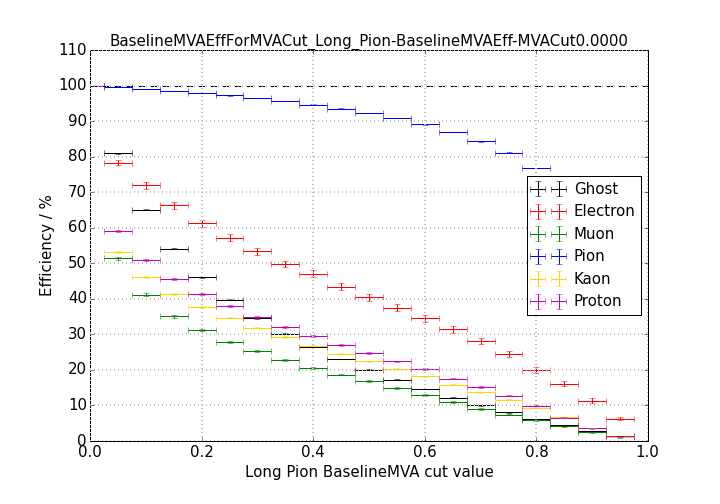 BaselineMVAEffForMVACut_Long_Pion-BaselineMVAEff-MVACut0.0000
110
100
90
80
70
60
50
40
30
20
10
0
Efficiency / %
Ghost
Electron
Muon
Pion
Kaon
Proton
0.0 0.2 0.4 0.6 0.8 1.0
Long Pion BaselineMVA cut value